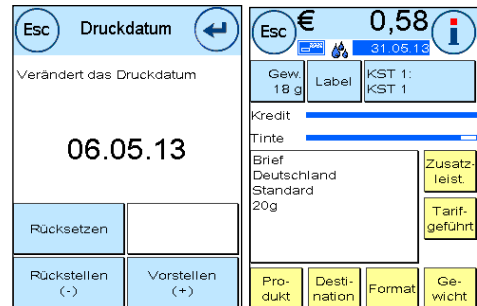 Esc
Druckdatum
Verändert das Druckdatum
06.05.13
Rücksetzen
Rückstellen
(-)
Vorstellen
(+)
Esc
€ 0,58
31.05.13
i
Gew.
18 g
Label
KST 1:
KST 1
Kredit
Tinte
Brief
Deutschland
Standard
20g
Zusatz-
leist.
Tarif-
geführt
Pro-
dukt
Desti-
nation
Format
Ge-
wicht